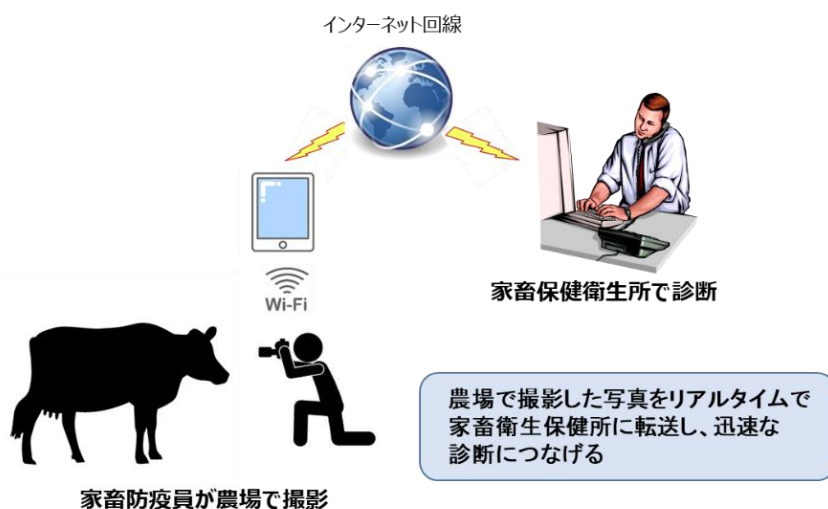 インターネット回線
Wi-Fi
家畜保健衛生所で診断
農場で撮影した写真をリアルタイムで
家畜衛生保健所に転送し、迅速な
診断につなげる
家畜防疫員が農場で撮影